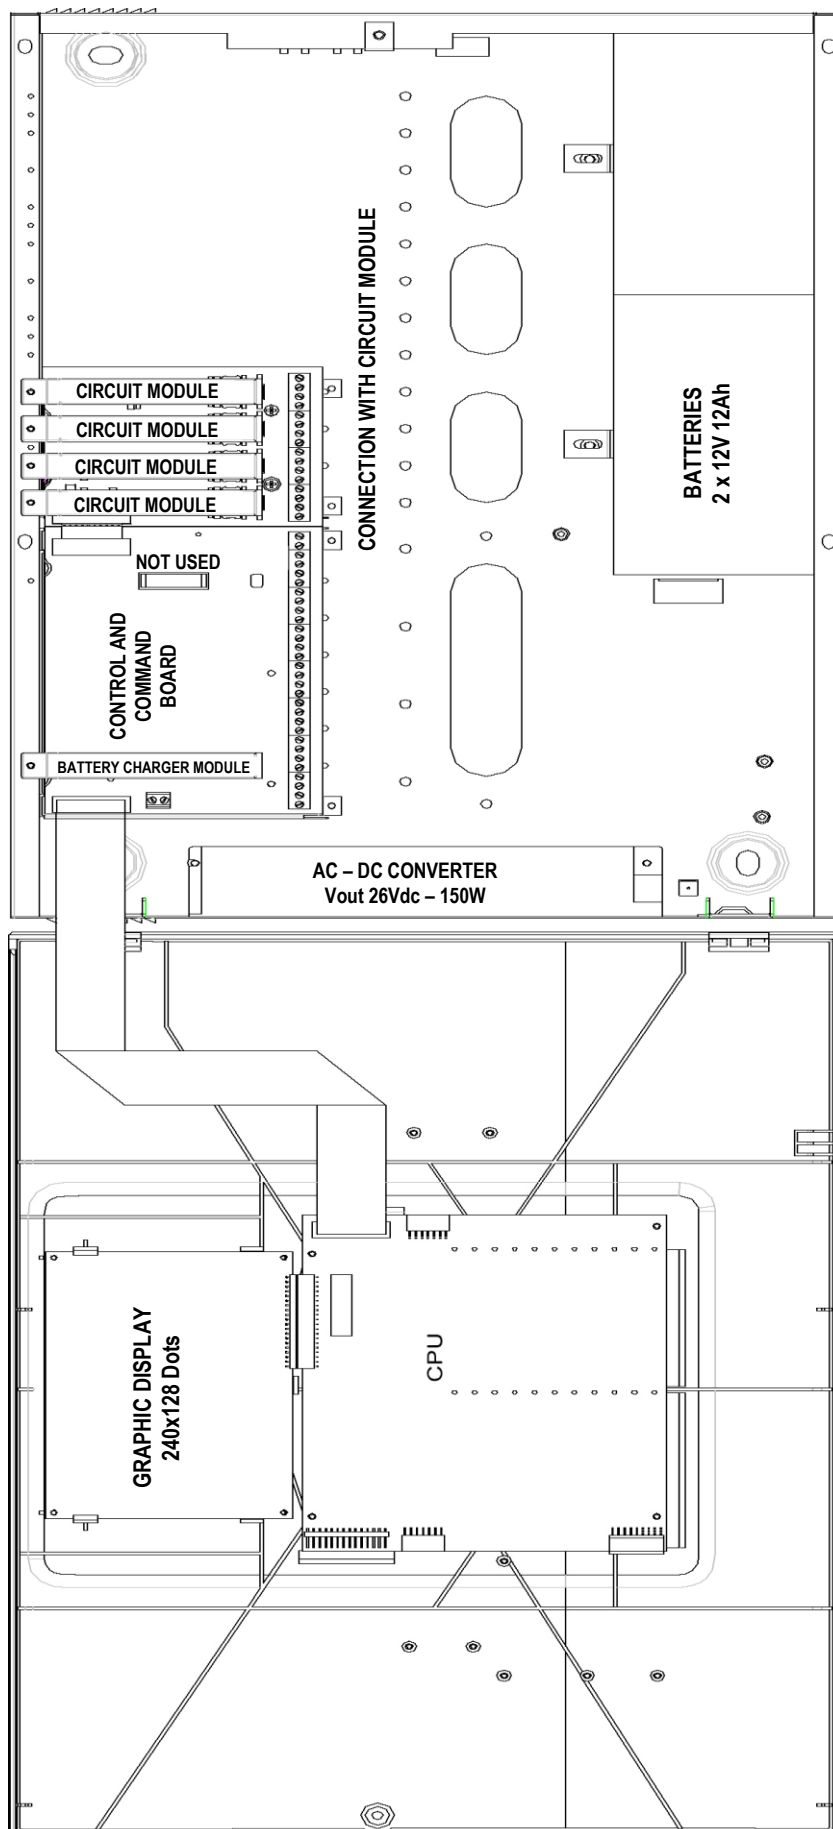 CONNECTION WITH CIRCUIT MODULE
CIRCUIT MODULE
CIRCUIT MODULE
CIRCUIT MODULE
CIRCUIT MODULE
BATTERIES
2 x 12V 12Ah
NOT USED
CONTROL AND
COMMAND
BOARD
BATTERY CHARGER MODULE
AC – DC CONVERTER
Vout 26Vdc – 150W
GRAPHIC DISPLAY
240x128 Dots
CPU